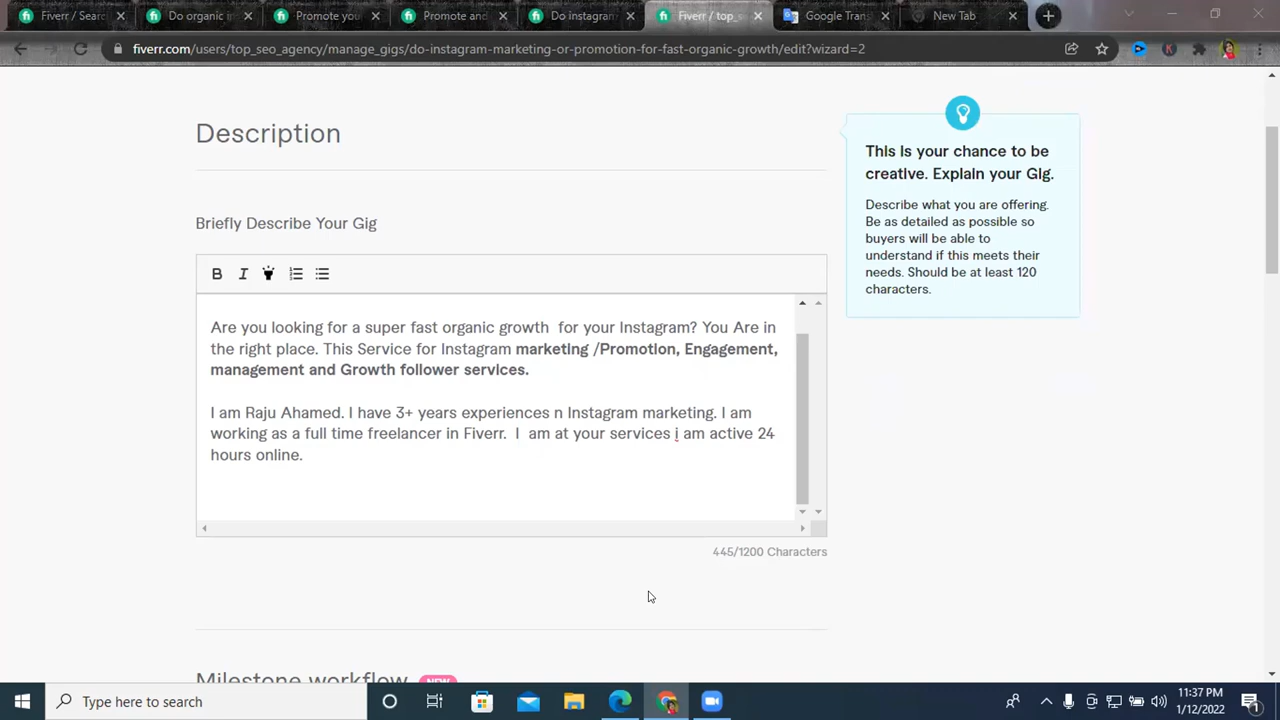 Fiverr / Sear
Do organic i
Promote you
Promote and
Do instagram
Fiverr / top_s
Google Trans
New Tab
fiverr.com/users/top_seo_agency/manage_gigs/do-instagram-marketing-or-promotion-for-fast-organic-growth/edit?wizard=2
Description
This is your chance to be
creative. Explain your Gig.
Describe what you are offering.
Be as detailed as possible so
buyers will be able to
understand if this meets their
needs. Should be at least 120
characters.
Briefly Describe Your Gig
B I
Are you looking for a super fast organic growth  for your Instagram? You Are in
the right place. This Service for Instagram marketing /Promotion, Engagement,
management and Growth follower services.
I am Raju Ahamed. I have 3+ years experiences n Instagram marketing. I am
working as a full time freelancer in Fiverr.  I  am at your services i am active 24
hours online.
445/1200 Characters
Milestone workflow NEW
Type here to search
11:37 PM
1/12/2022